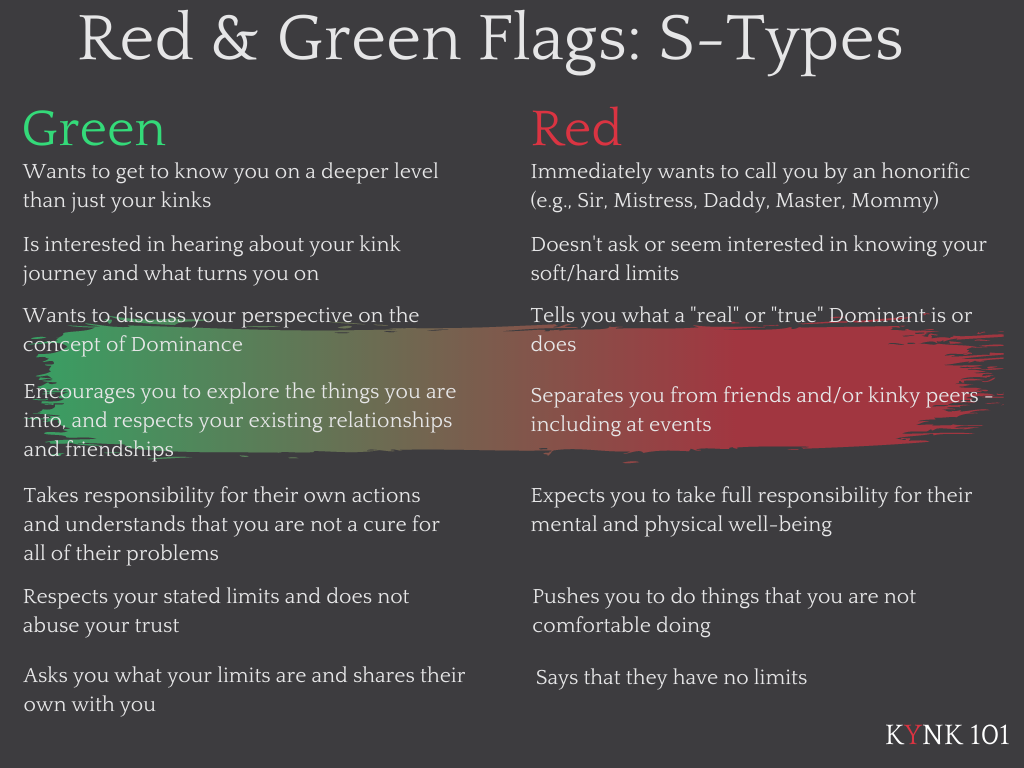 Red & Green Flags: S-Types
Green
Wants to get to know you on a deeper level
than just your kinks
Is interested in hearing about your kink
journey and what turns you on
Wants to discuss your perspective on the
concept of Dominance
Encourages you to explore the things you are
into, and respects your existing relationships
and friendships
Takes responsibility for their own actions
and understands that you are not a cure for
all of their problems
Respects your stated limits and does not
abuse your trust
Asks you what your limits are and shares their
own with you
Red
Immediately wants to call you by an honorific
(e.g., Sir, Mistress, Daddy, Master, Mommy)
Doesn't ask or seem interested in knowing your
soft/hard limits
Tells you what a "real" or "true" Dominant is or
does
Separates you from friends and/or kinky peers -
including at events
Expects you to take full responsibility for their
mental and physical well-being
Pushes you to do things that you are not
comfortable doing
Says that they have no limits
KYNK 101